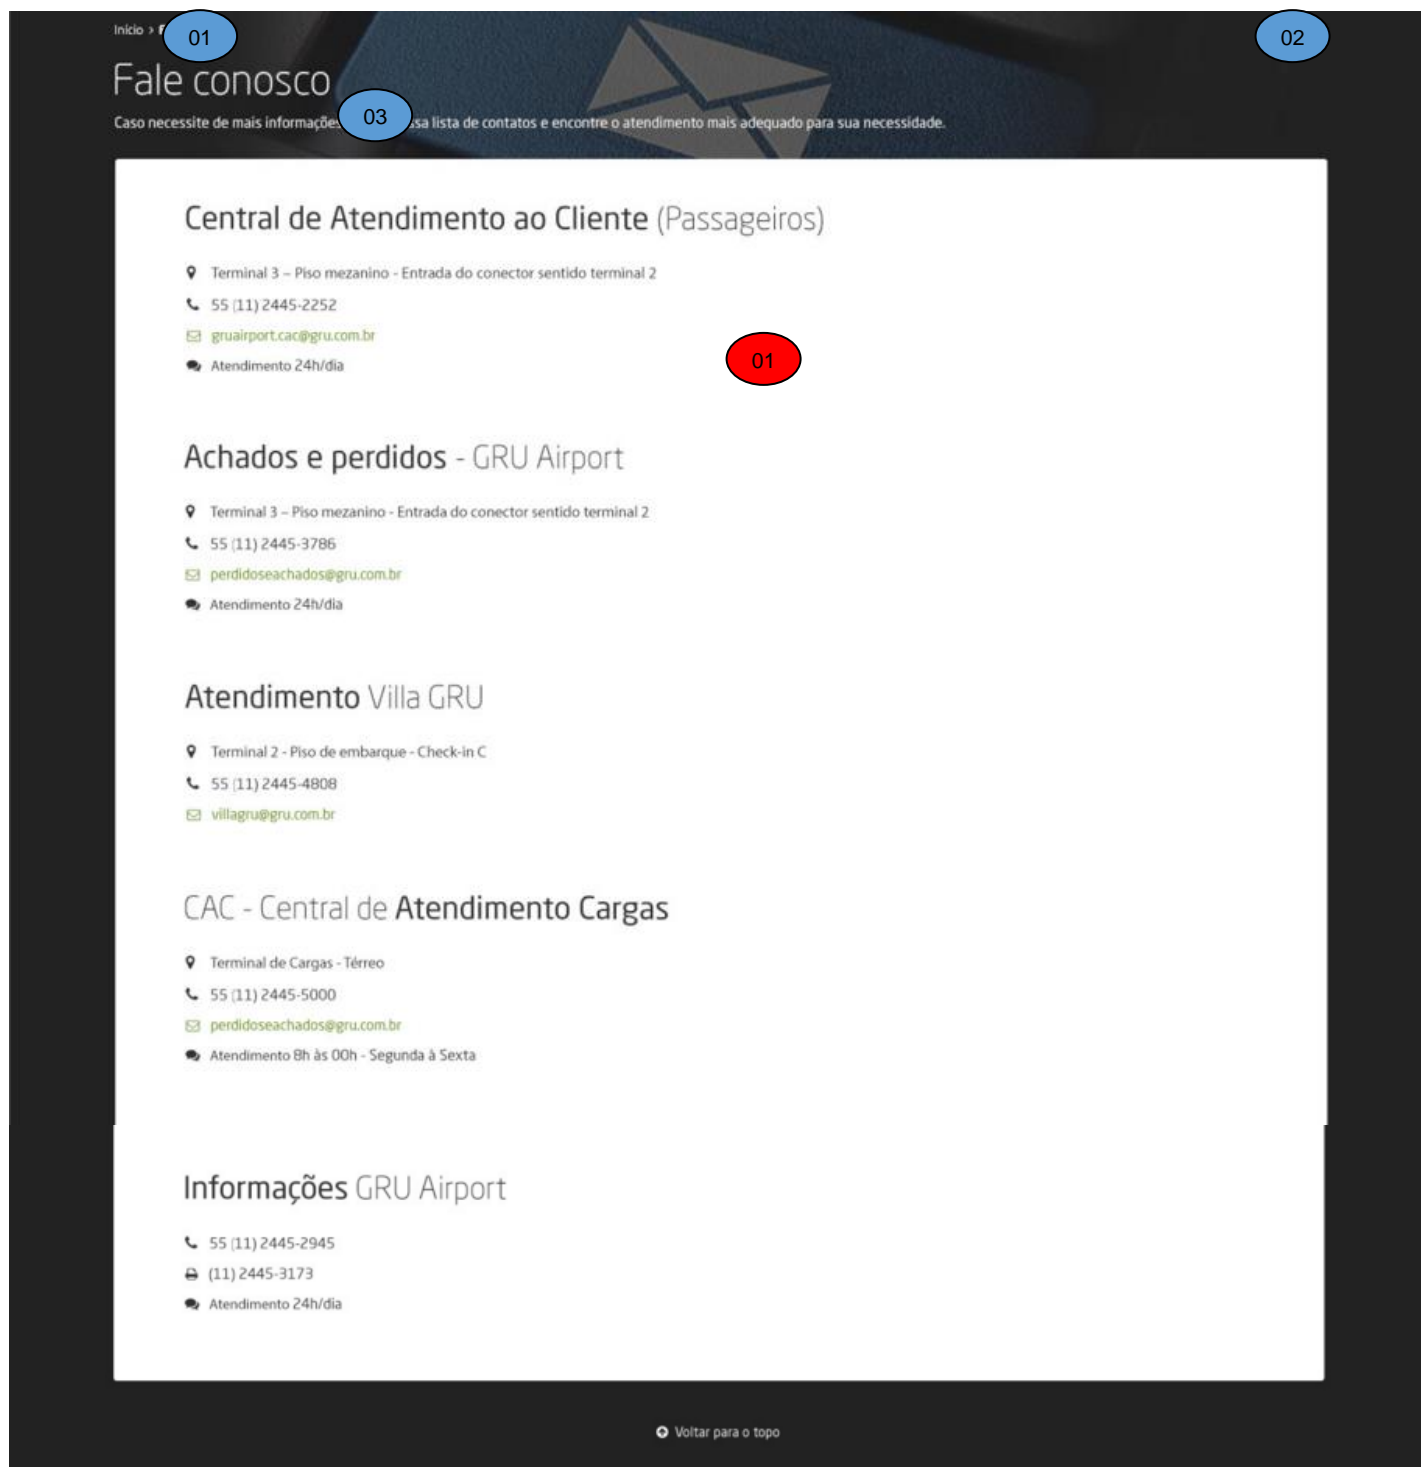 Início > F
01
02
Fale conosco
Caso necessite de mais informações 03 ssa lista de contatos e encontre o atendimento mais adequado para sua necessidade.
Central de Atendimento ao Cliente (Passageiros)
Terminal 3 – Piso mezanino - Entrada do conector sentido terminal 2
55 (11) 2445-2252
gruairport.cac@gru.com.br
01
Atendimento 24h/dia
Achados e perdidos - GRU Airport
Terminal 3 – Piso mezanino - Entrada do conector sentido terminal 2
55 (11) 2445-3786
perdidoseachados@gru.com.br
Atendimento 24h/dia
Atendimento Villa GRU
Terminal 2 - Piso de embarque - Check-in C
55 (11) 2445-4808
villagru@gru.com.br
CAC - Central de Atendimento Cargas
Terminal de Cargas - Térreo
55 (11) 2445-5000
perdidoseachados@gru.com.br
Atendimento 8h às 00h - Segunda à Sexta
Informações GRU Airport
55 (11) 2445-2945
(11) 2445-3173
Atendimento 24h/dia
Voltar para o topo